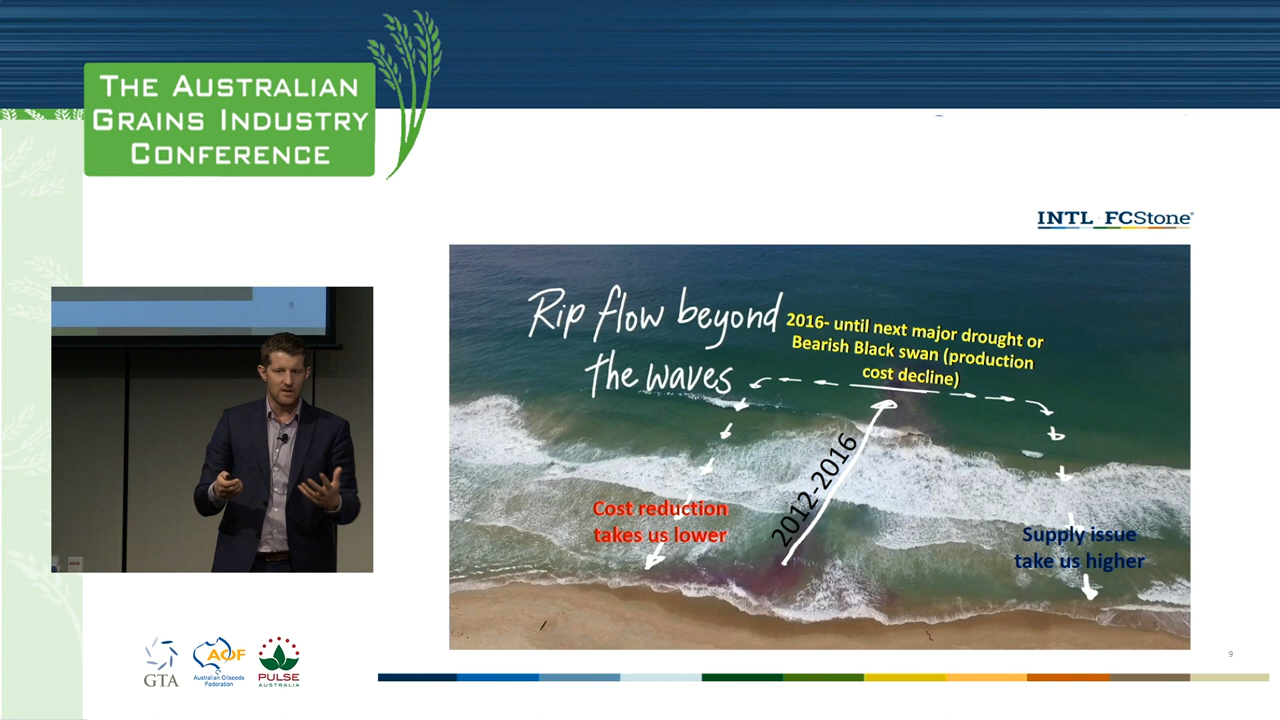 THE AUSTRALIAN
GRAINS INDUSTRY
CONFERENCE
INTL FCStone®
9
Rip flow beyond
the waves
2016- until next major drought or
Bearish Black swan (production
cost decline)
2012-2016
Cost reduction
takes us lower
Supply issue
take us higher
GTA
AOF
Australian Oilseeds
Federation
PULSE
AUSTRALIA
9